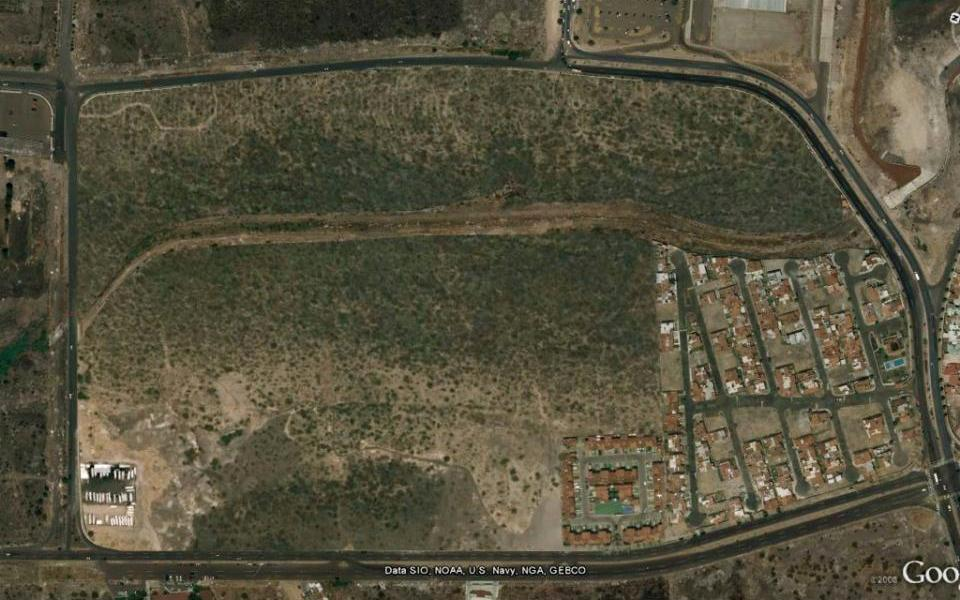 Data SIO, NOAA, U.S. Navy, NGA, GEBCO
© 2008 Goo